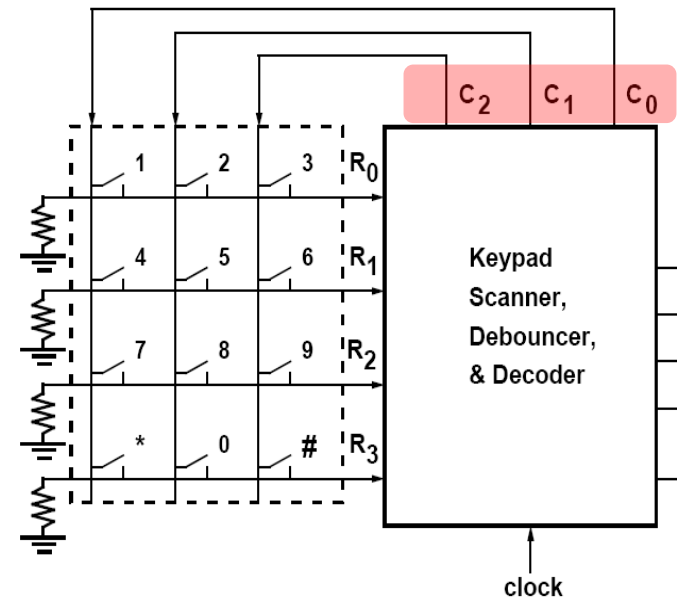 C2 C1 C0
1 2 3 R0
4 5 6 R1
Keypad
Scanner,
Debouncer,
& Decoder
7 8 9 R2
* 0 # R3
clock